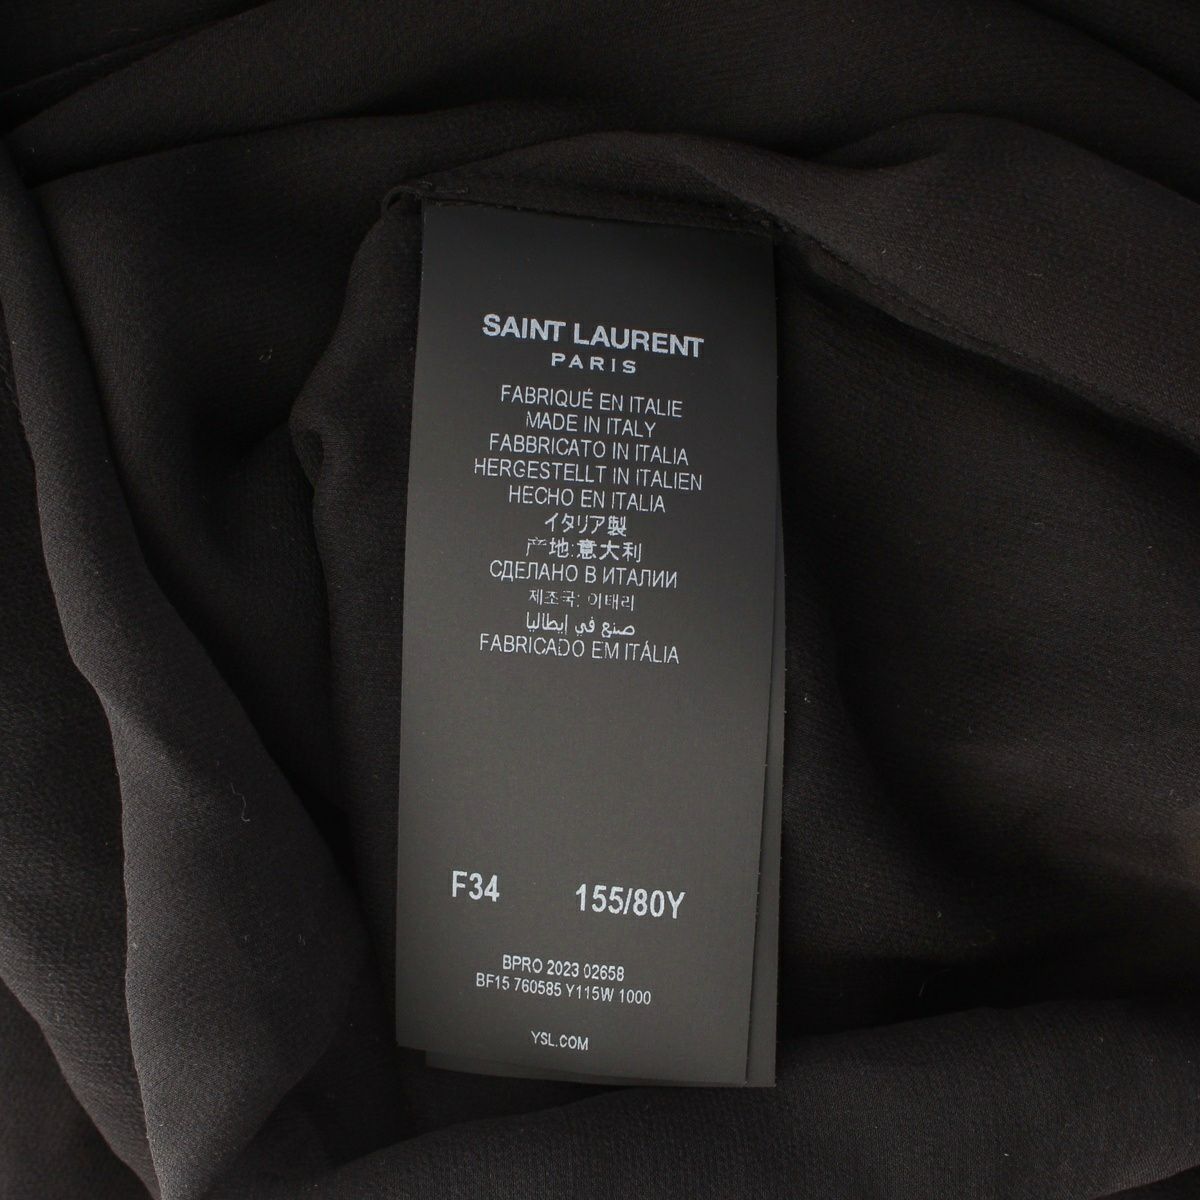 SAINT LAURENT
PARIS
FABRIQUÉ EN ITALIE
MADE IN ITALY
FABBRICATO IN ITALIA
HERGESTELLT IN ITALIEN
HECHO EN ITALIA
イタリア製
产地:意大利
СДЕЛАНО В ИТАЛИИ
제조국: 이태리
صنع في إيطاليا
FABRICADO EM ITÁLIA
F34 155/80Y
BPRO 2023 02658
BF15 760585 Y115W 1000
YSL.COM